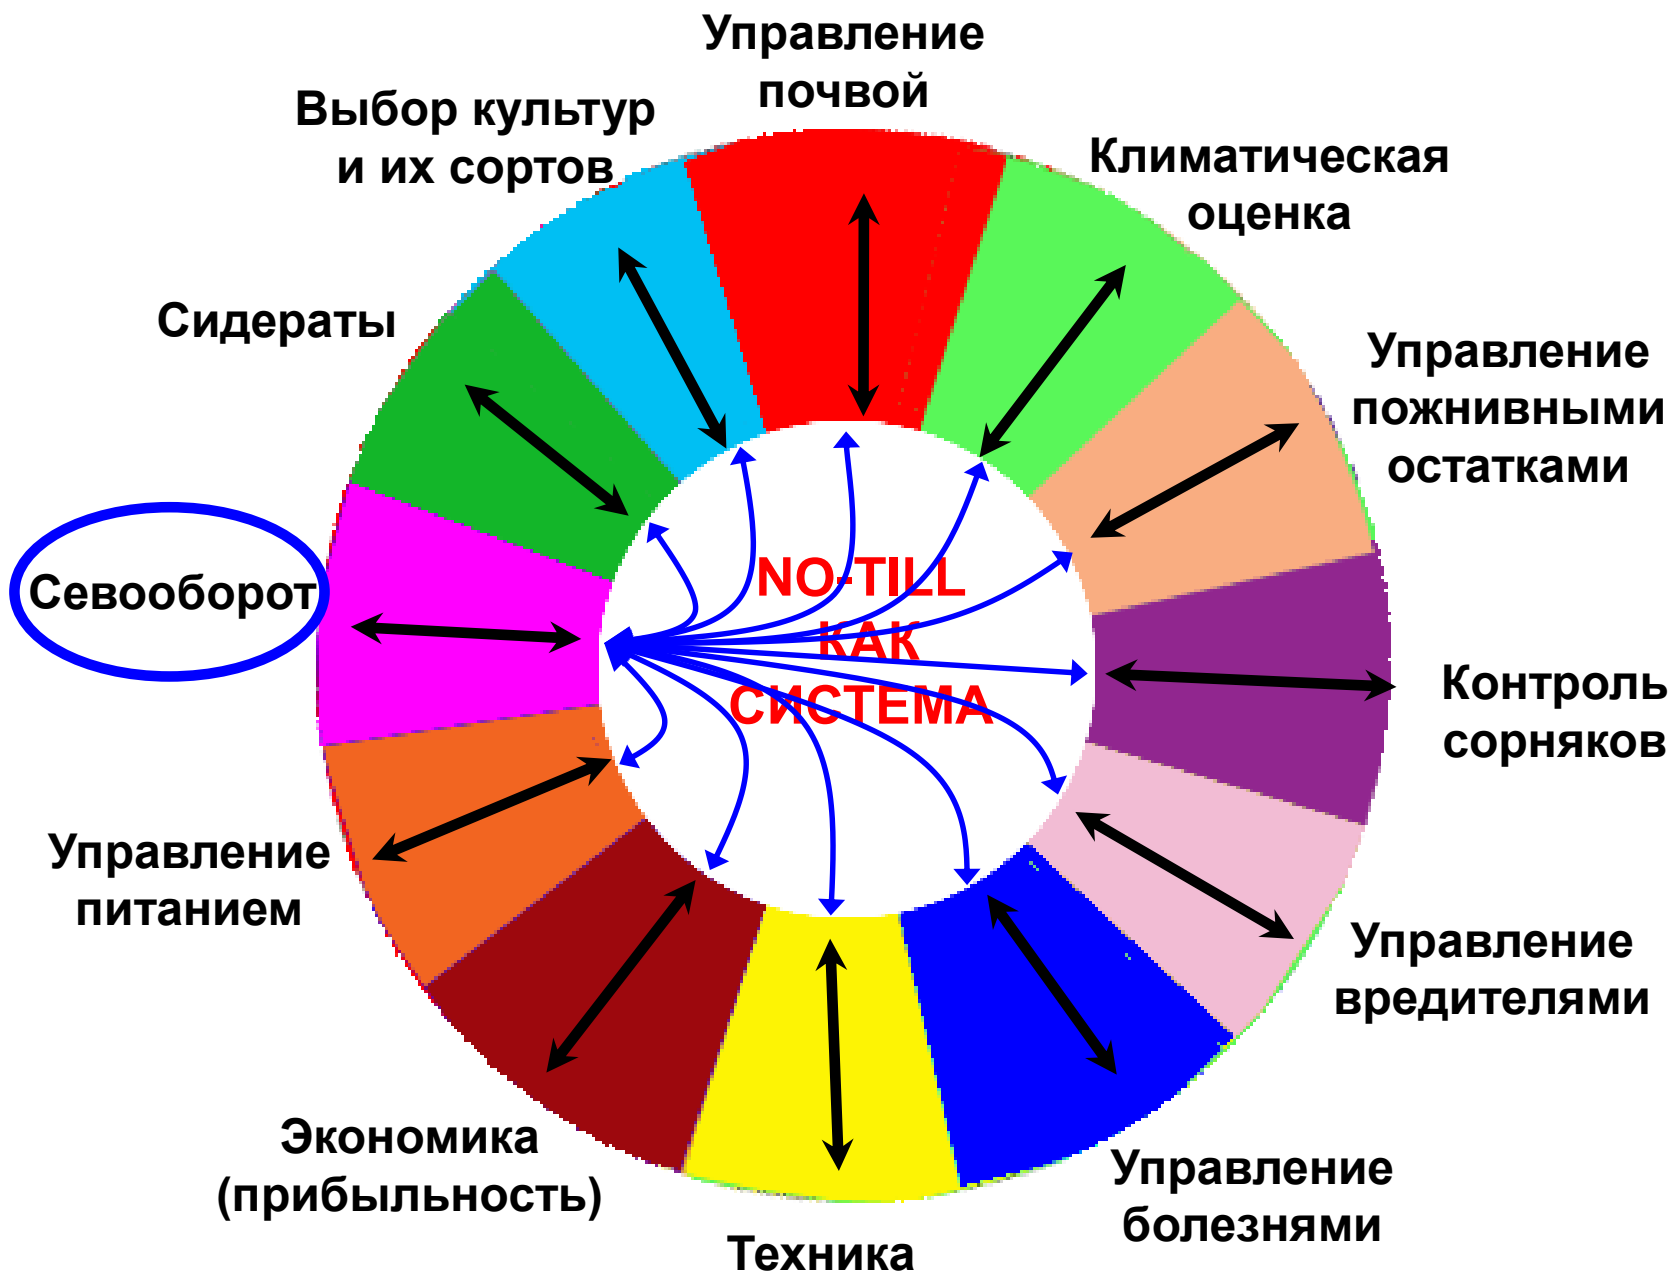 Управление
почвой
Выбор культур
и их сортов
Климатическая
оценка
Сидераты
Управление
пожнивными
остатками
Севооборот
NO-TILL
КАК
СИСТЕМА
Контроль
сорняков
Управление
питанием
Управление
вредителями
Экономика
(прибыльность)
Управление
болезнями
Техника